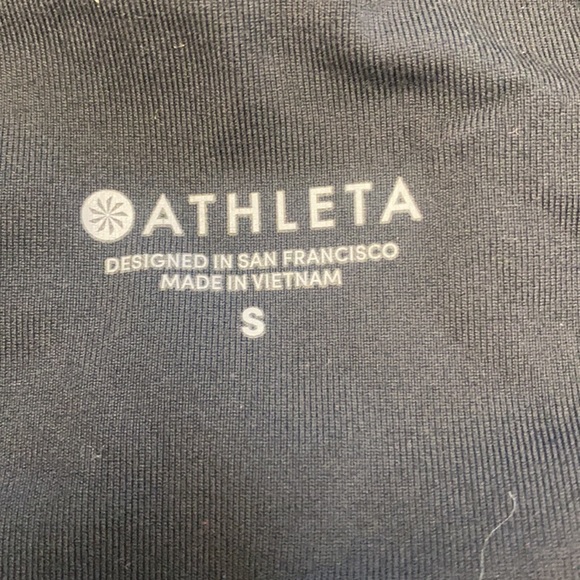 ATHLETA
DESIGNED IN SAN FRANCISCO
MADE IN VIETNAM
S